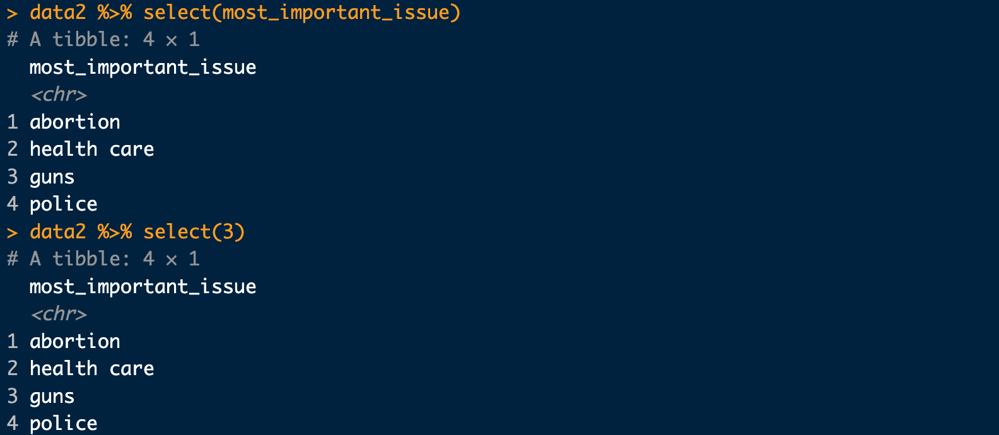 > data2 %>% select(most_important_issue)
# A tibble: 4 × 1
  most_important_issue
  <chr>
1 abortion
2 health care
3 guns
4 police
> data2 %>% select(3)
# A tibble: 4 × 1
  most_important_issue
  <chr>
1 abortion
2 health care
3 guns
4 police